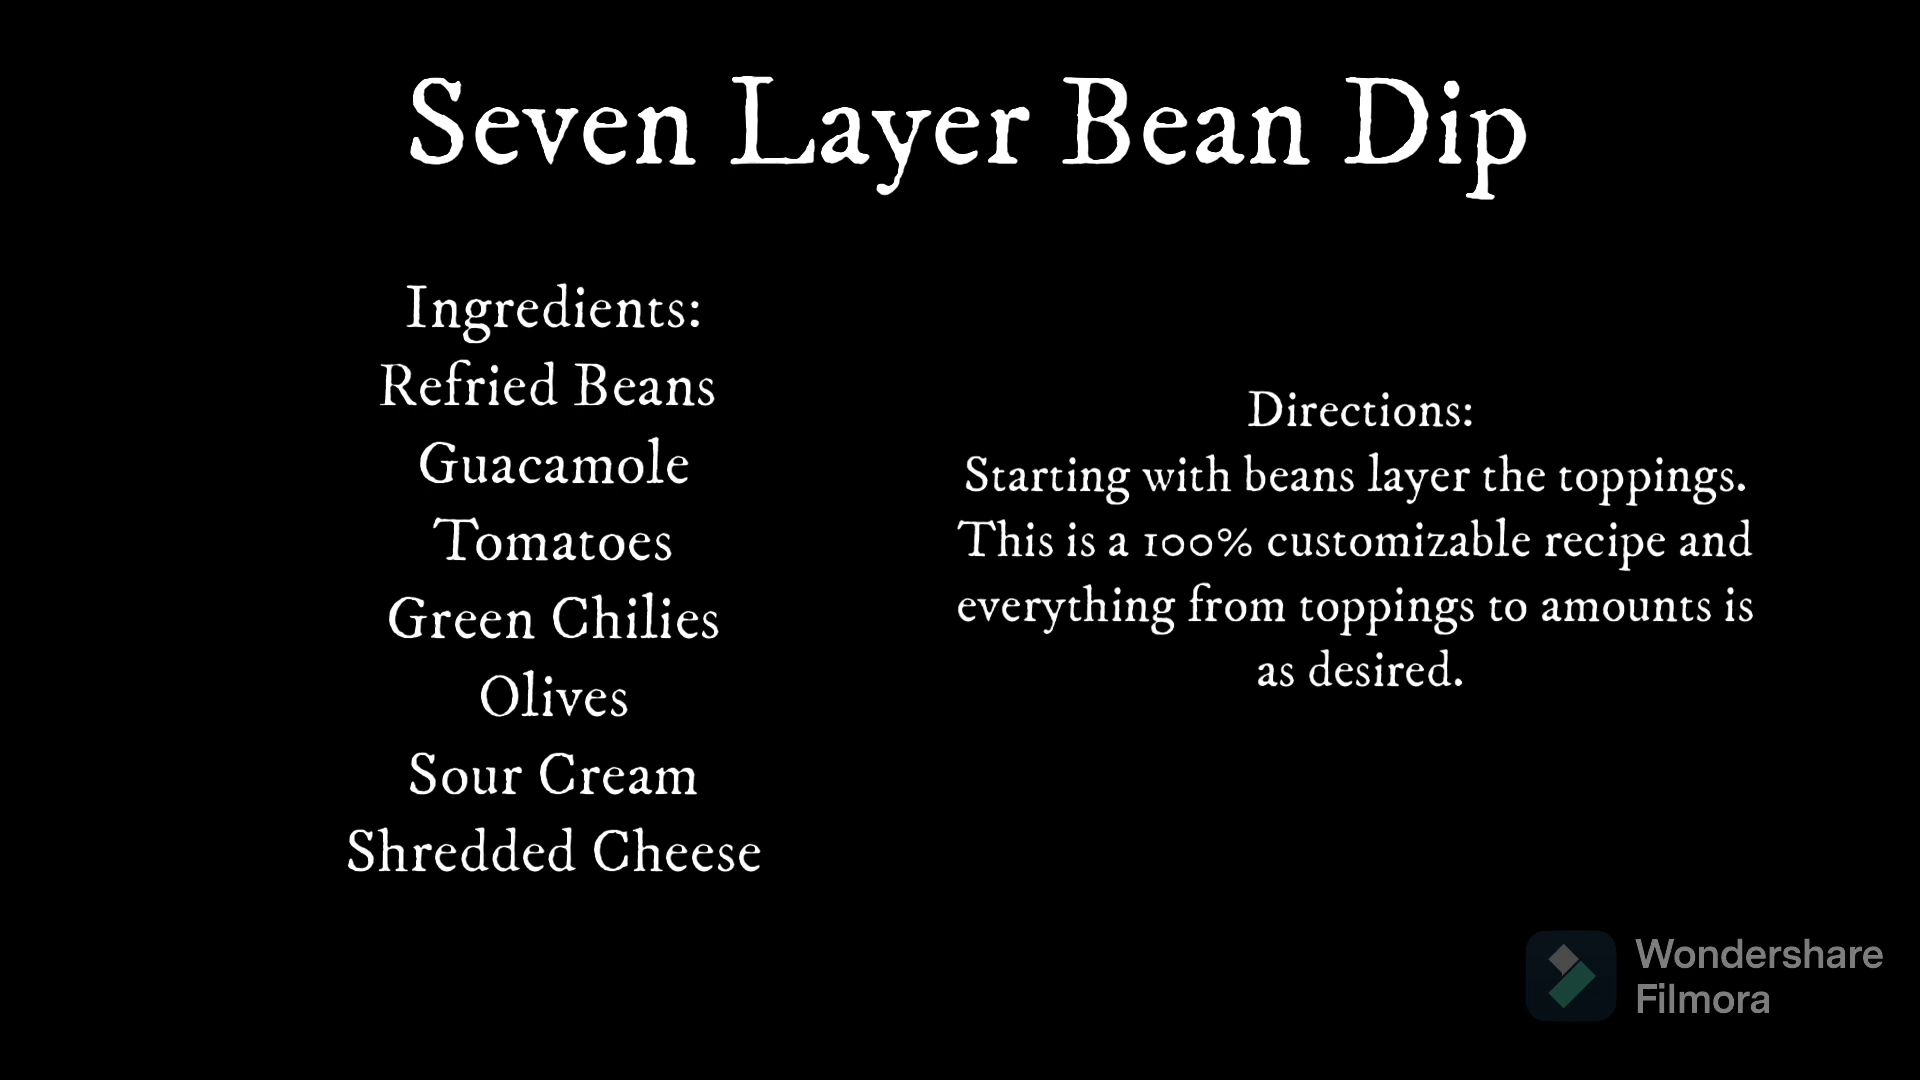 Seven Layer Bean Dip
Ingredients:
Refried Beans
Guacamole
Tomatoes
Green Chilies
Olives
Sour Cream
Shredded Cheese
Directions:
Starting with beans layer the toppings.
This is a 100% customizable recipe and
everything from toppings to amounts is
as desired.
Wondershare
Filmora